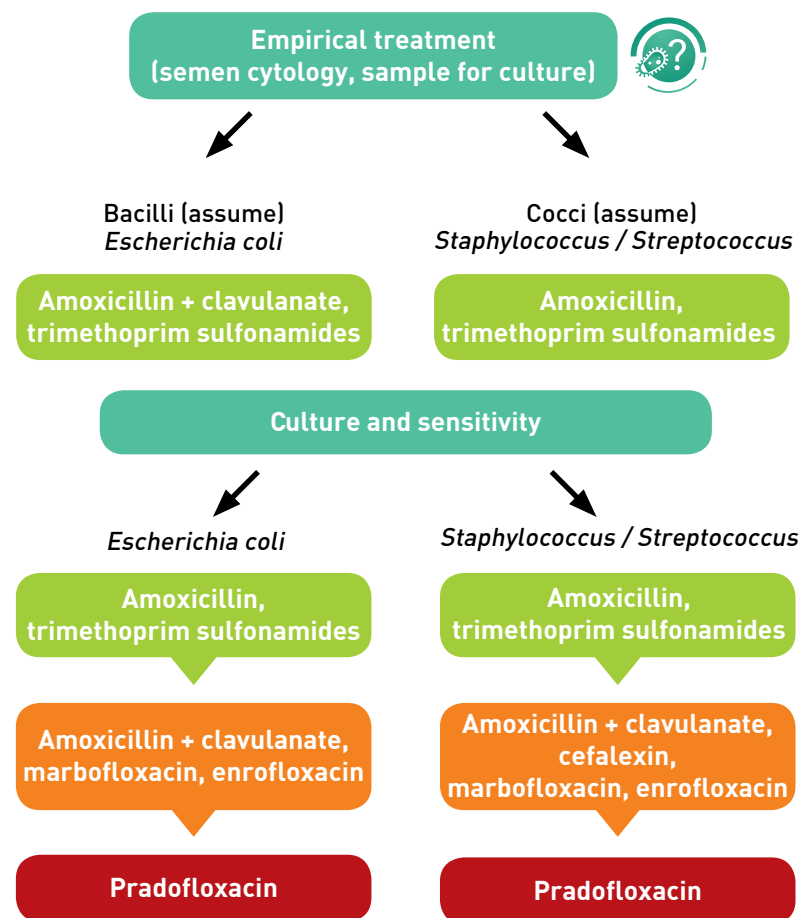 Empirical treatment
(semen cytology, sample for culture)
?
Bacilli (assume)
Escherichia coli
Cocci (assume)
Staphylococcus / Streptococcus
Amoxicillin + clavulanate,
trimethoprim sulfonamides
Amoxicillin,
trimethoprim sulfonamides
Culture and sensitivity
Escherichia coli
Staphylococcus / Streptococcus
Amoxicillin,
trimethoprim sulfonamides
Amoxicillin,
trimethoprim sulfonamides
Amoxicillin + clavulanate,
marbofloxacin, enrofloxacin
Amoxicillin + clavulanate,
cefalexin,
marbofloxacin, enrofloxacin
Pradofloxacin
Pradofloxacin